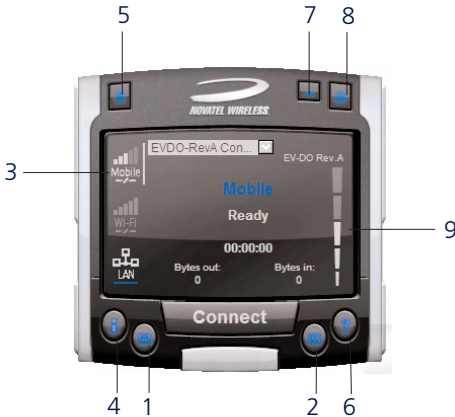 5
7
8
NOVATEL WIRELESS.
EVDO-RevA Con...
EV-DO Rev.A
3
Mobile
Mobile
Ready
Wi-Fi
9
00:00:00
LAN
Bytes out:
0
Bytes in:
0
Connect
4
1
2
6